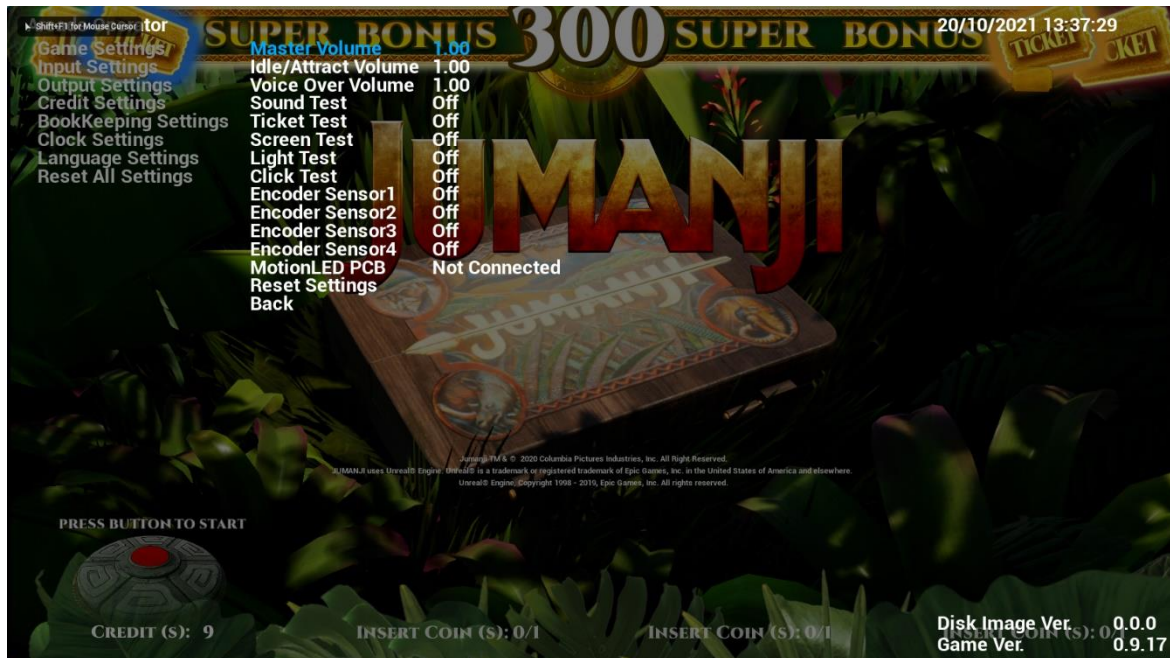 Shift+F1 for Mouse Cursor tor
SUPER BONUS 300 SUPER BONUS
20/10/2021 13:37:29
TICKET
CKET
Game Settings
Input Settings
Output Settings
Credit Settings
BookKeeping Settings
Clock Settings
Language Settings
Reset All Settings
Master Volume 1.00
Idle/Attract Volume 1.00
Voice Over Volume 1.00
Sound Test Off
Ticket Test Off
Screen Test Off
Light Test Off
Click Test Off
Encoder Sensor1 Off
Encoder Sensor2 Off
Encoder Sensor3 Off
Encoder Sensor4 Off
MotionLED PCB Not Connected
Reset Settings
Back
JUMANJI
JUMANJI
Jumanji TM & © 2020 Columbia Pictures Industries, Inc. All Right Reserved.
JUMANJI uses Unreal® Engine. Unreal® is a trademark or registered trademark of Epic Games, Inc. in the United States of America and elsewhere.
Unreal® Engine, Copyright 1998 - 2019, Epic Games, Inc. All rights reserved.
PRESS BUTTON TO START
CREDIT (S): 9
INSERT COIN (S): 0/1
INSERT COIN (S): 0/1
INSERT COIN (S): 0/
Disk Image Ver. 0.0.0
Game Ver. 0.9.17